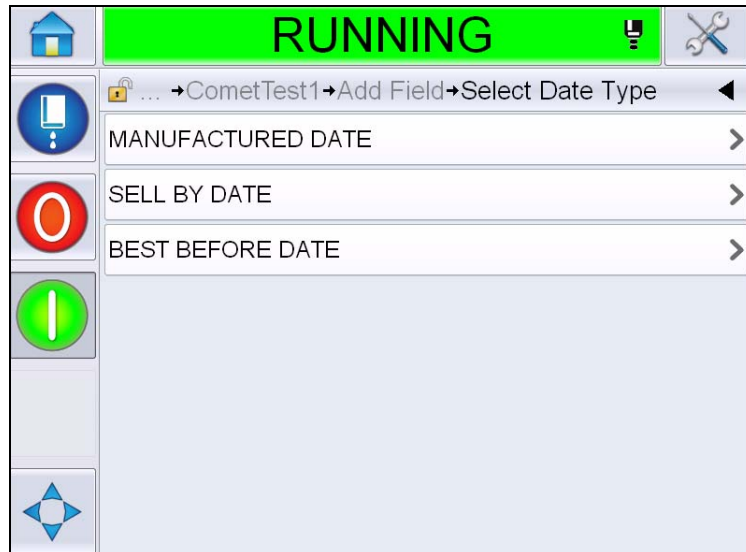 RUNNING
... →CometTest1→Add Field→Select Date Type
MANUFACTURED DATE
SELL BY DATE
BEST BEFORE DATE